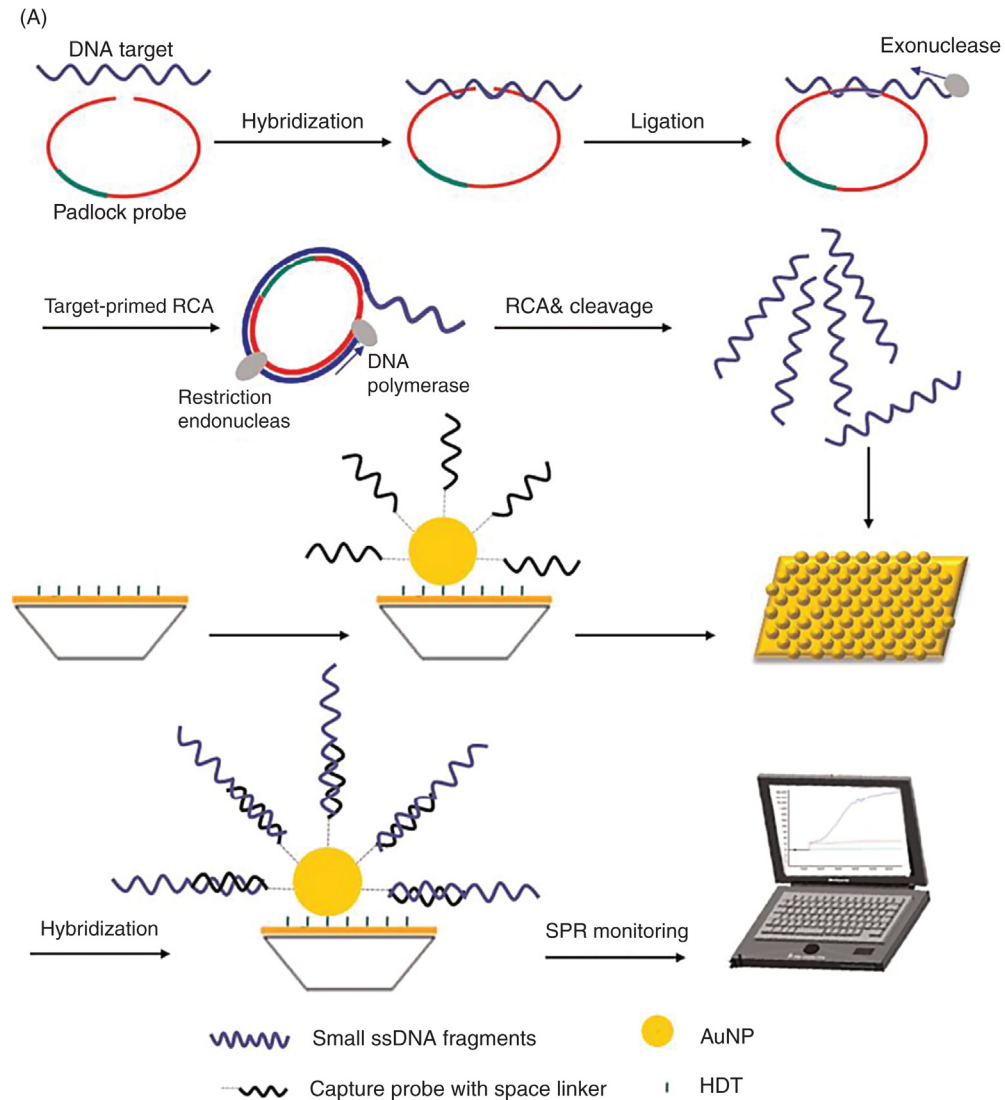 (A)
DNA target
Exonuclease
Hybridization
Ligation
Padlock probe
Target-primed RCA
RCA& cleavage
DNA
polymerase
Restriction
endonucleas
Hybridization
SPR monitoring
Small ssDNA fragments
AuNP
Capture probe with space linker
HDT